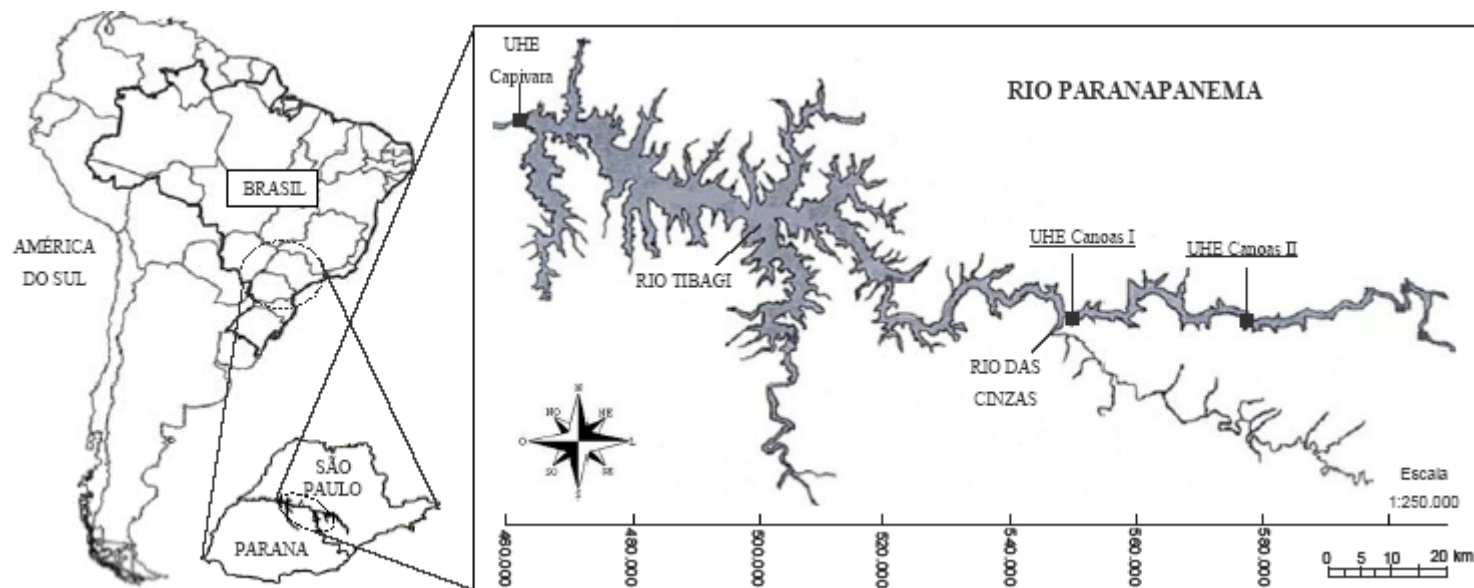 BRASIL
AMÉRICA
DO SUL
SÃO
PAULO
PARANA
UHE
Capivara
RIO PARANAPANEMA
RIO TIBAGI
UHE Canoas I
UHE Canoas II
RIO DAS
CINZAS
N
NO
NE
O
L
SO
SE
S
Escala
1:250.000
460.000
480.000
500.000
520.000
540.000
560.000
580.000
0 5 10 20 km